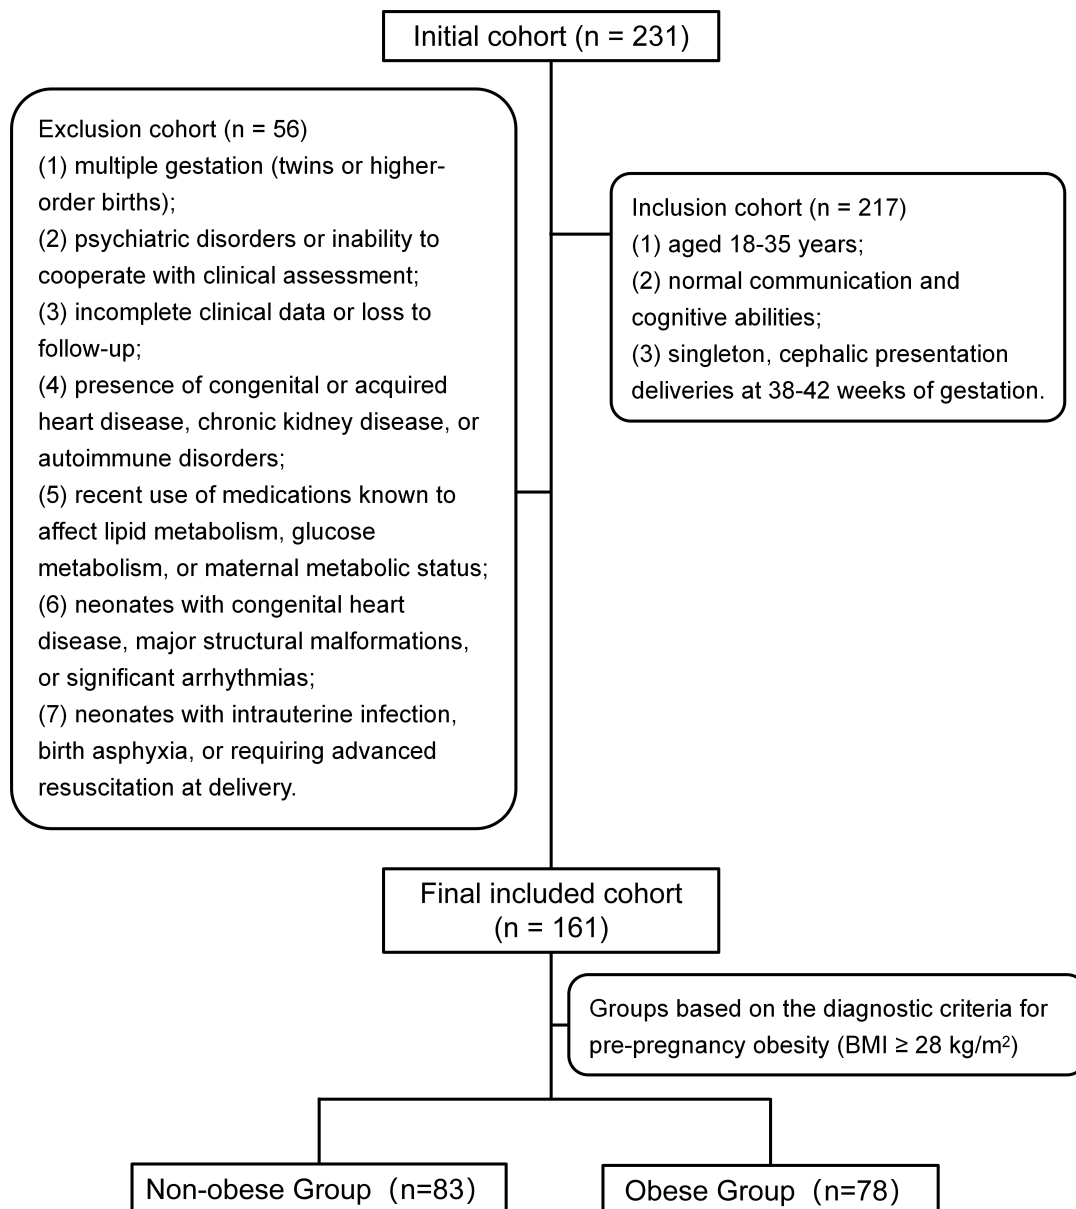 Initial cohort (n = 231)
Exclusion cohort (n = 56)
(1) multiple gestation (twins or higher-
order births);
(2) psychiatric disorders or inability to
cooperate with clinical assessment;
(3) incomplete clinical data or loss to
follow-up;
(4) presence of congenital or acquired
heart disease, chronic kidney disease, or
autoimmune disorders;
(5) recent use of medications known to
affect lipid metabolism, glucose
metabolism, or maternal metabolic status;
(6) neonates with congenital heart
disease, major structural malformations,
or significant arrhythmias;
(7) neonates with intrauterine infection,
birth asphyxia, or requiring advanced
resuscitation at delivery.
Inclusion cohort (n = 217)
(1) aged 18-35 years;
(2) normal communication and
cognitive abilities;
(3) singleton, cephalic presentation
deliveries at 38-42 weeks of gestation.
Final included cohort
(n = 161)
Groups based on the diagnostic criteria for
pre-pregnancy obesity (BMI ≥ 28 kg/m²)
Non-obese Group (n=83)
Obese Group (n=78)